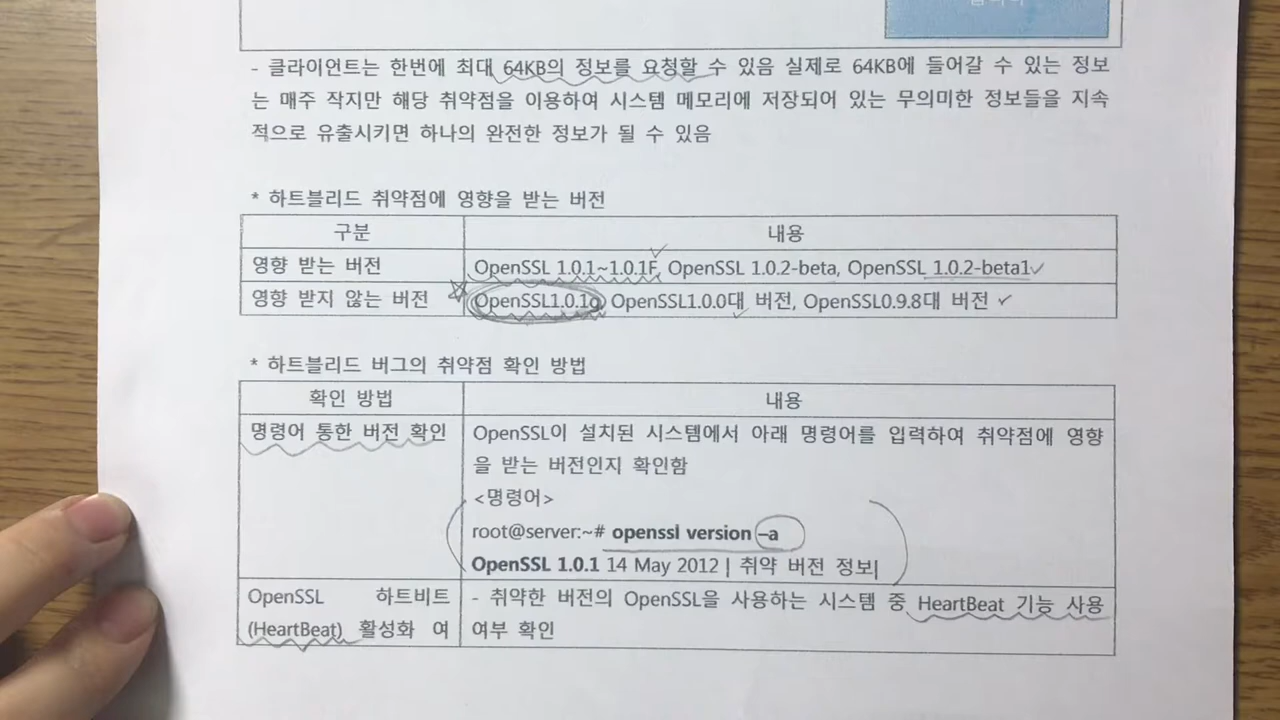 - 클라이언트는 한번에 최대 64KB의 정보를 요청할 수 있음 실제로 64KB에 들어갈 수 있는 정보
는 매주 작지만 해당 취약점을 이용하여 시스템 메모리에 저장되어 있는 무의미한 정보들을 지속
적으로 유출시키면 하나의 완전한 정보가 될 수 있음
* 하트블리드 취약점에 영향을 받는 버전
구분 내용
영향 받는 버전 OpenSSL 1.0.1~1.0.1F, OpenSSL 1.0.2-beta, OpenSSL 1.0.2-beta1
영향 받지 않는 버전 OpenSSL1.0.1g, OpenSSL1.0.0대 버전, OpenSSL0.9.8대 버전
* 하트블리드 버그의 취약점 확인 방법
확인 방법 내용
명령어 통한 버전 확인 OpenSSL이 설치된 시스템에서 아래 명령어를 입력하여 취약점에 영향
을 받는 버전인지 확인함
<명령어>
root@server:~# openssl version –a
OpenSSL 1.0.1 14 May 2012 | 취약 버전 정보|
OpenSSL 하트비트 - 취약한 버전의 OpenSSL을 사용하는 시스템 중 HeartBeat 기능 사용
(HeartBeat) 활성화 여 여부 확인